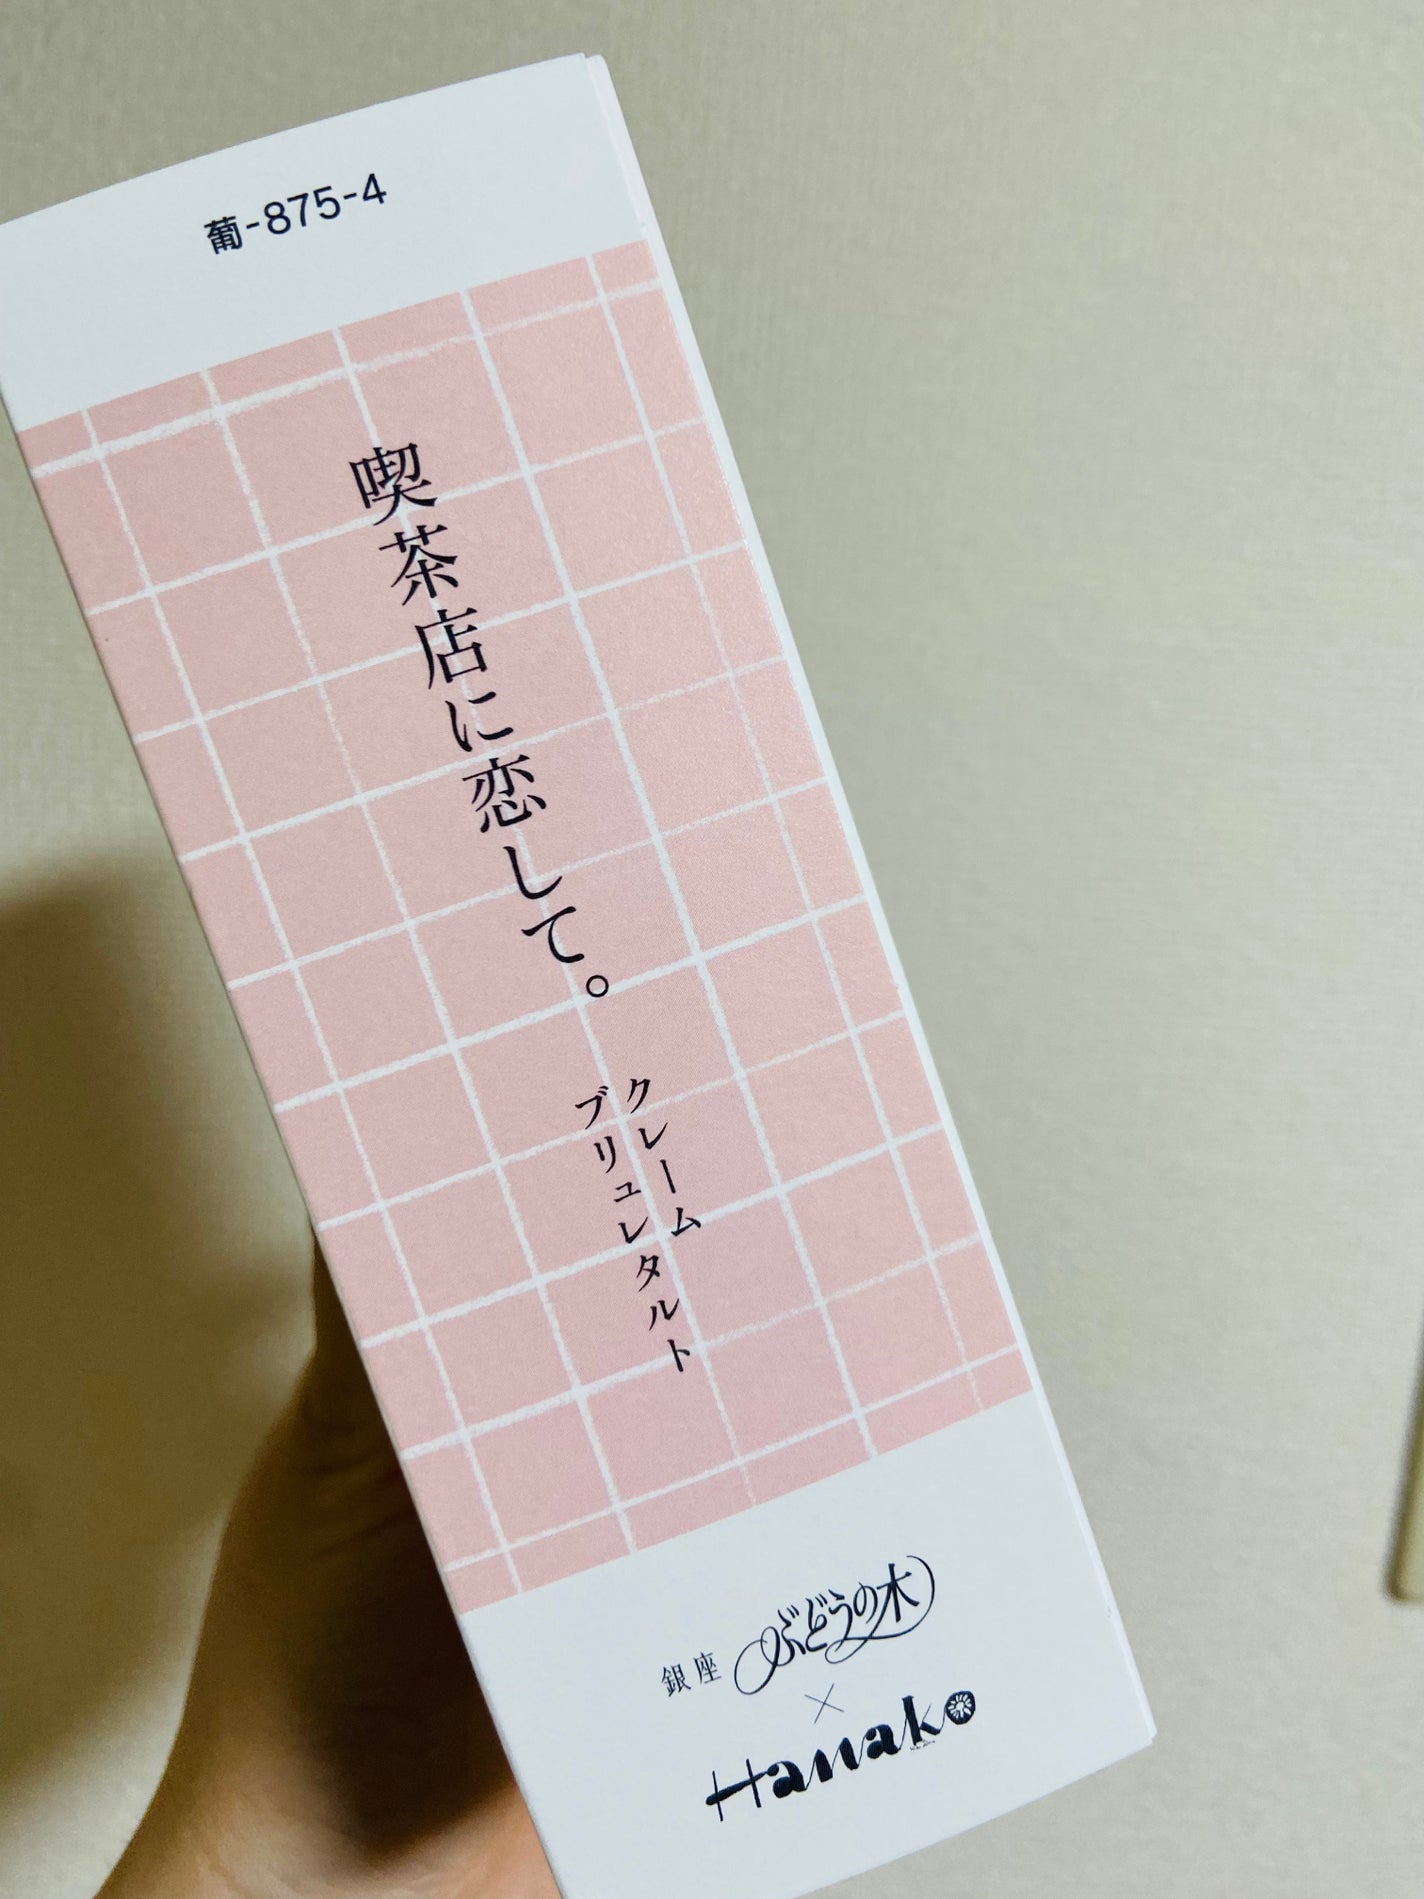 葡-875-4
喫茶店に恋して。
クレーム
ブリュレタルト
銀座 ぶどうの木
×
Hanako